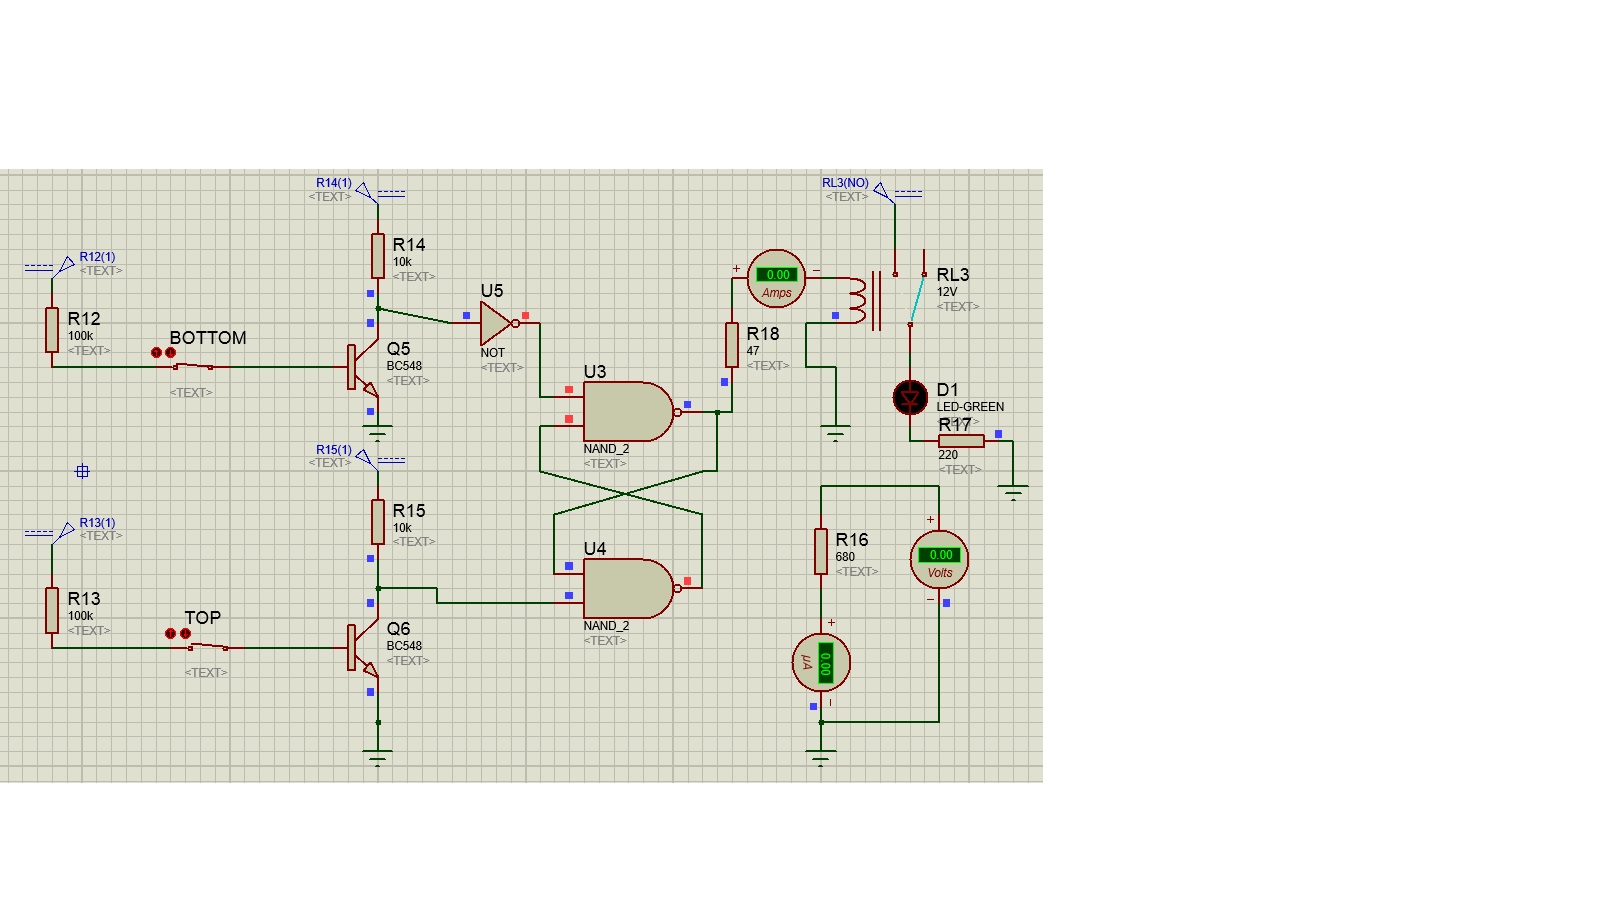 R14(1)
<TEXT>
RL3(NO)
<TEXT>
R14
10k
<TEXT>
R12(1)
<TEXT>
R12
100k
<TEXT>
BOTTOM
<TEXT>
U5
NOT
<TEXT>
Q5
BC548
<TEXT>
+
0.00
Amps
−
RL3
12V
<TEXT>
R18
47
<TEXT>
U3
NAND_2
<TEXT>
D1
LED-GREEN
<TEXT>
R17
220
<TEXT>
R15(1)
<TEXT>
R15
10k
<TEXT>
R13(1)
<TEXT>
R13
100k
<TEXT>
TOP
<TEXT>
Q6
BC548
<TEXT>
U4
NAND_2
<TEXT>
R16
680
<TEXT>
+
0.00
Volts
−
+
0.00
µA
−